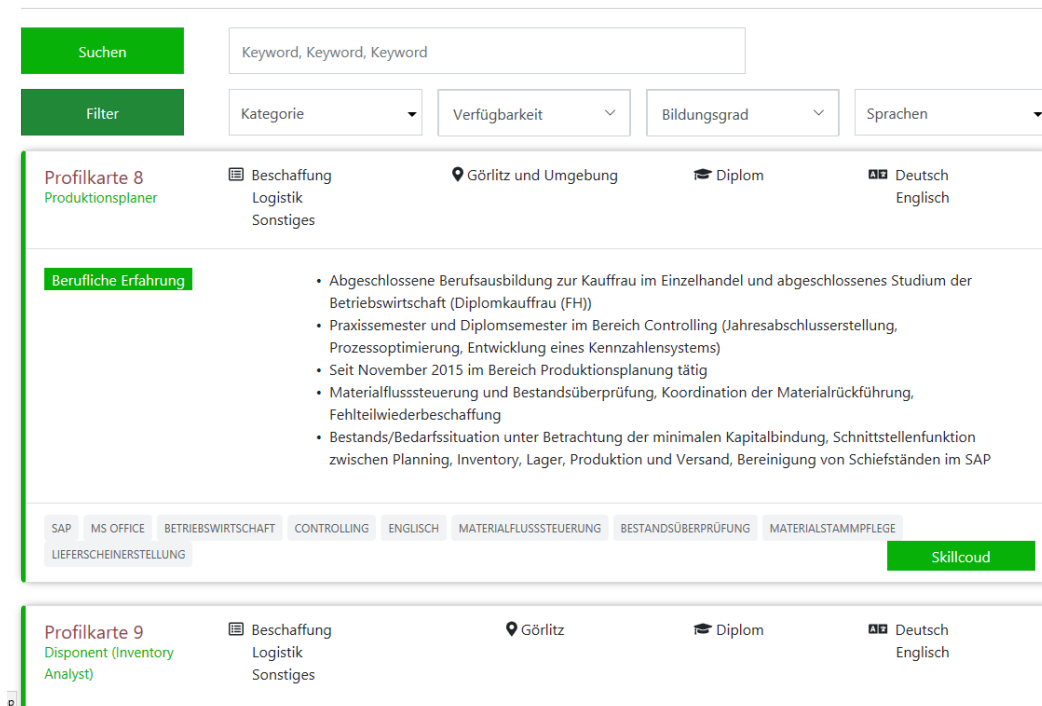 Suchen
Keyword, Keyword, Keyword
Filter
Kategorie
Verfügbarkeit
Bildungsgrad
Sprachen
Profilkarte 8
Produktionsplaner
Beschaffung
Logistik
Sonstiges
Görlitz und Umgebung
Diplom
Deutsch
Englisch
Berufliche Erfahrung
• Abgeschlossene Berufsausbildung zur Kauffrau im Einzelhandel und abgeschlossenes Studium der
Betriebswirtschaft (Diplomkauffrau (FH))
• Praxissemester und Diplomsemester im Bereich Controlling (Jahresabschlusserstellung,
Prozessoptimierung, Entwicklung eines Kennzahlensystems)
• Seit November 2015 im Bereich Produktionsplanung tätig
• Materialflusssteuerung und Bestandsüberprüfung, Koordination der Materialrückführung,
Fehlteilwiederbeschaffung
• Bestands/Bedarfssituation unter Betrachtung der minimalen Kapitalbindung, Schnittstellenfunktion
zwischen Planning, Inventory, Lager, Produktion und Versand, Bereinigung von Schiefständen im SAP
SAP MS OFFICE BETRIEBSWIRTSCHAFT CONTROLLING ENGLISCH MATERIALFLUSSSTEUERUNG BESTANDSÜBERPRÜFUNG MATERIALSTAMMPFLEGE
LIEFERSCHEINERSTELLUNG
Skillcoud
Profilkarte 9
Disponent (Inventory
Analyst)
Beschaffung
Logistik
Sonstiges
Görlitz
Diplom
Deutsch
Englisch